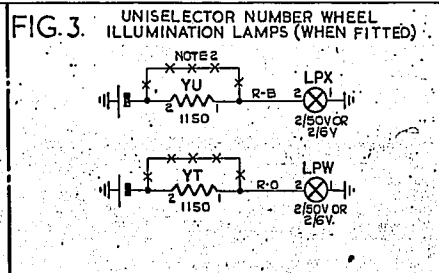 FIG. 3. UNISELECTOR NUMBER WHEEL
ILLUMINATION LAMPS (WHEN FITTED)
NOTE 2
YU
2 1
1150
R-B
LPX
2 1
2/50V OR
2/6V
YT
2 1
1150
R-O
LPW
2 1
2/50V OR
2/6V.